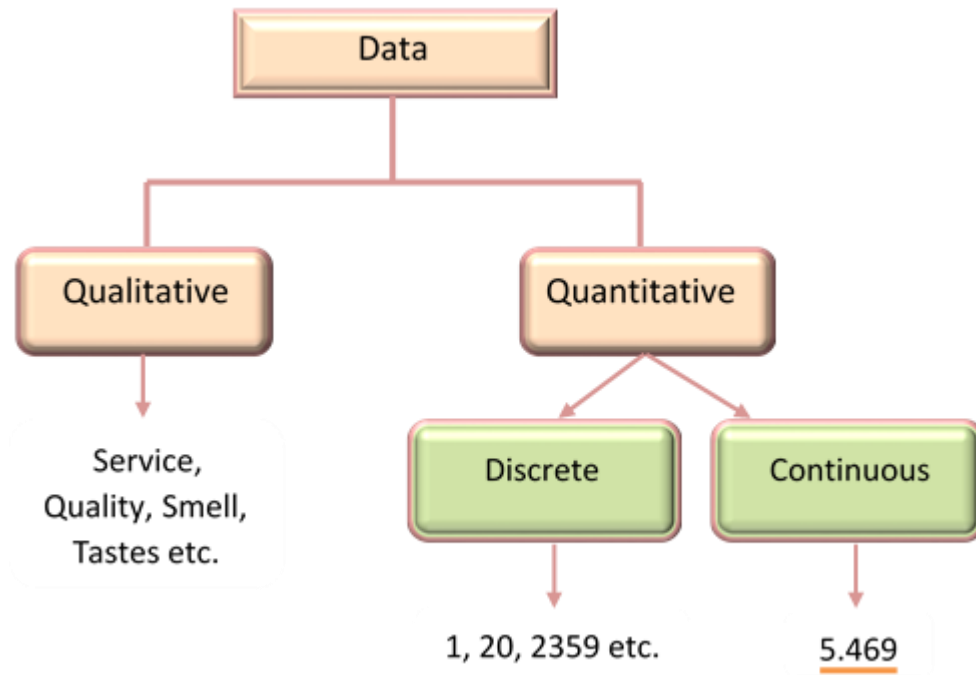 Data
Qualitative
Quantitative
Service,
Quality, Smell,
Tastes etc.
Discrete
Continuous
1, 20, 2359 etc.
5.469